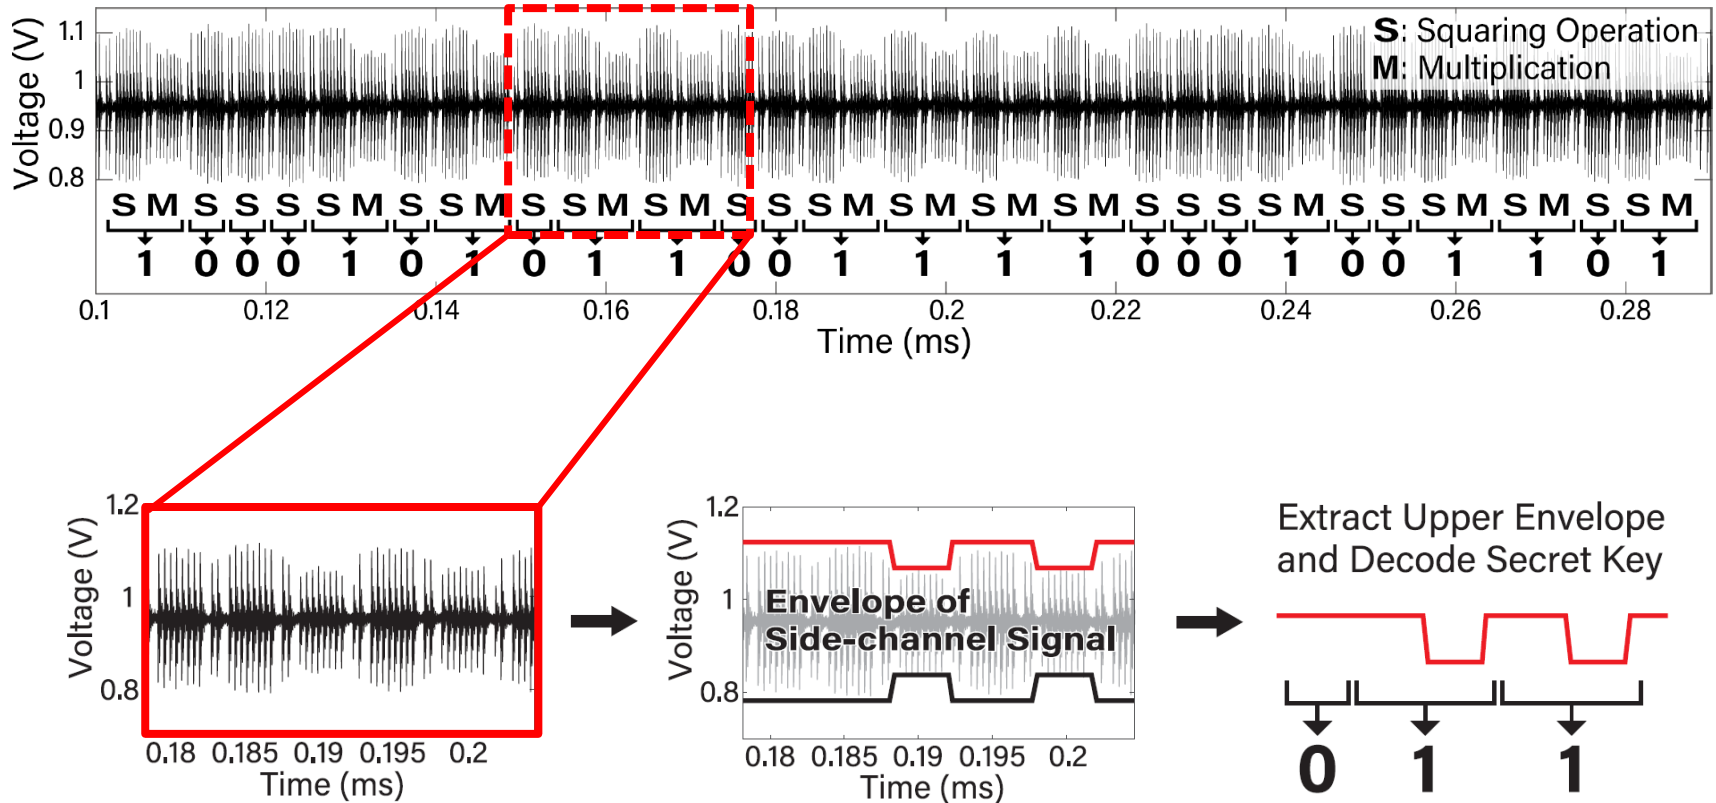 1.1
1
0.9
0.8
Voltage (V)
S: Squaring Operation
M: Multiplication
S M S S S S M S S M S S M S M S S S M S M S M S M S S S S M S S S M S M S S M
1 0 0 0 1 0 1 0 1 1 0 0 1 1 1 1 0 0 0 1 0 0 1 1 0 1
0.1 0.12 0.14 0.16 0.18 0.2 0.22 0.24 0.26 0.28
Time (ms)
1.2
1
0.8
Voltage (V)
0.18 0.185 0.19 0.195 0.2
Time (ms)
1.2
1
0.8
Voltage (V)
Envelope of
Side-channel Signal
0.18 0.185 0.19 0.195 0.2
Time (ms)
Extract Upper Envelope
and Decode Secret Key
0 1 1